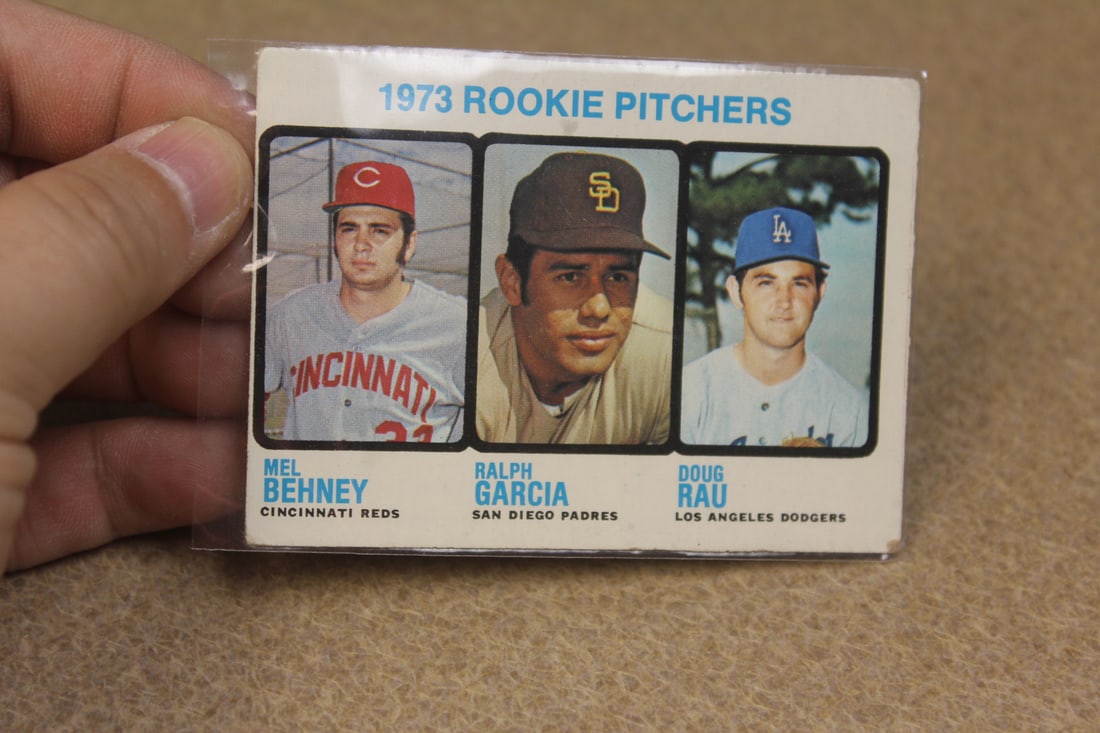 1973 ROOKIE PITCHERS
C
SD
LA
CINCINNATI
MEL
BEHNEY
CINCINNATI REDS
RALPH
GARCIA
SAN DIEGO PADRES
DOUG
RAU
LOS ANGELES DODGERS